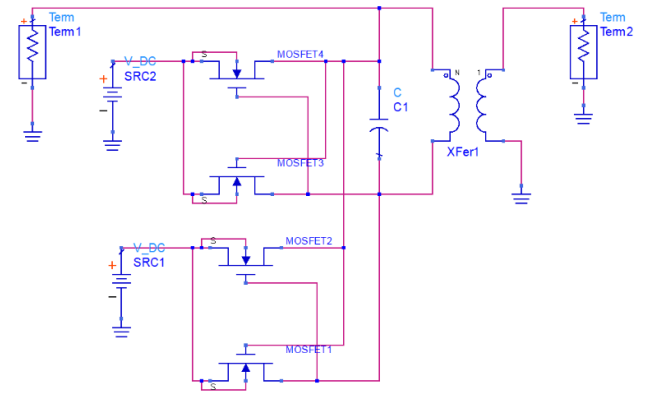 +
Term
Term1
-
V_DC
SRC2
+
-
S
MOSFET4
C
C1
N
1
XFer1
+
Term
Term2
-
MOSFET3
S
V_DC
SRC1
+
-
S
MOSFET2
MOSFET1
S